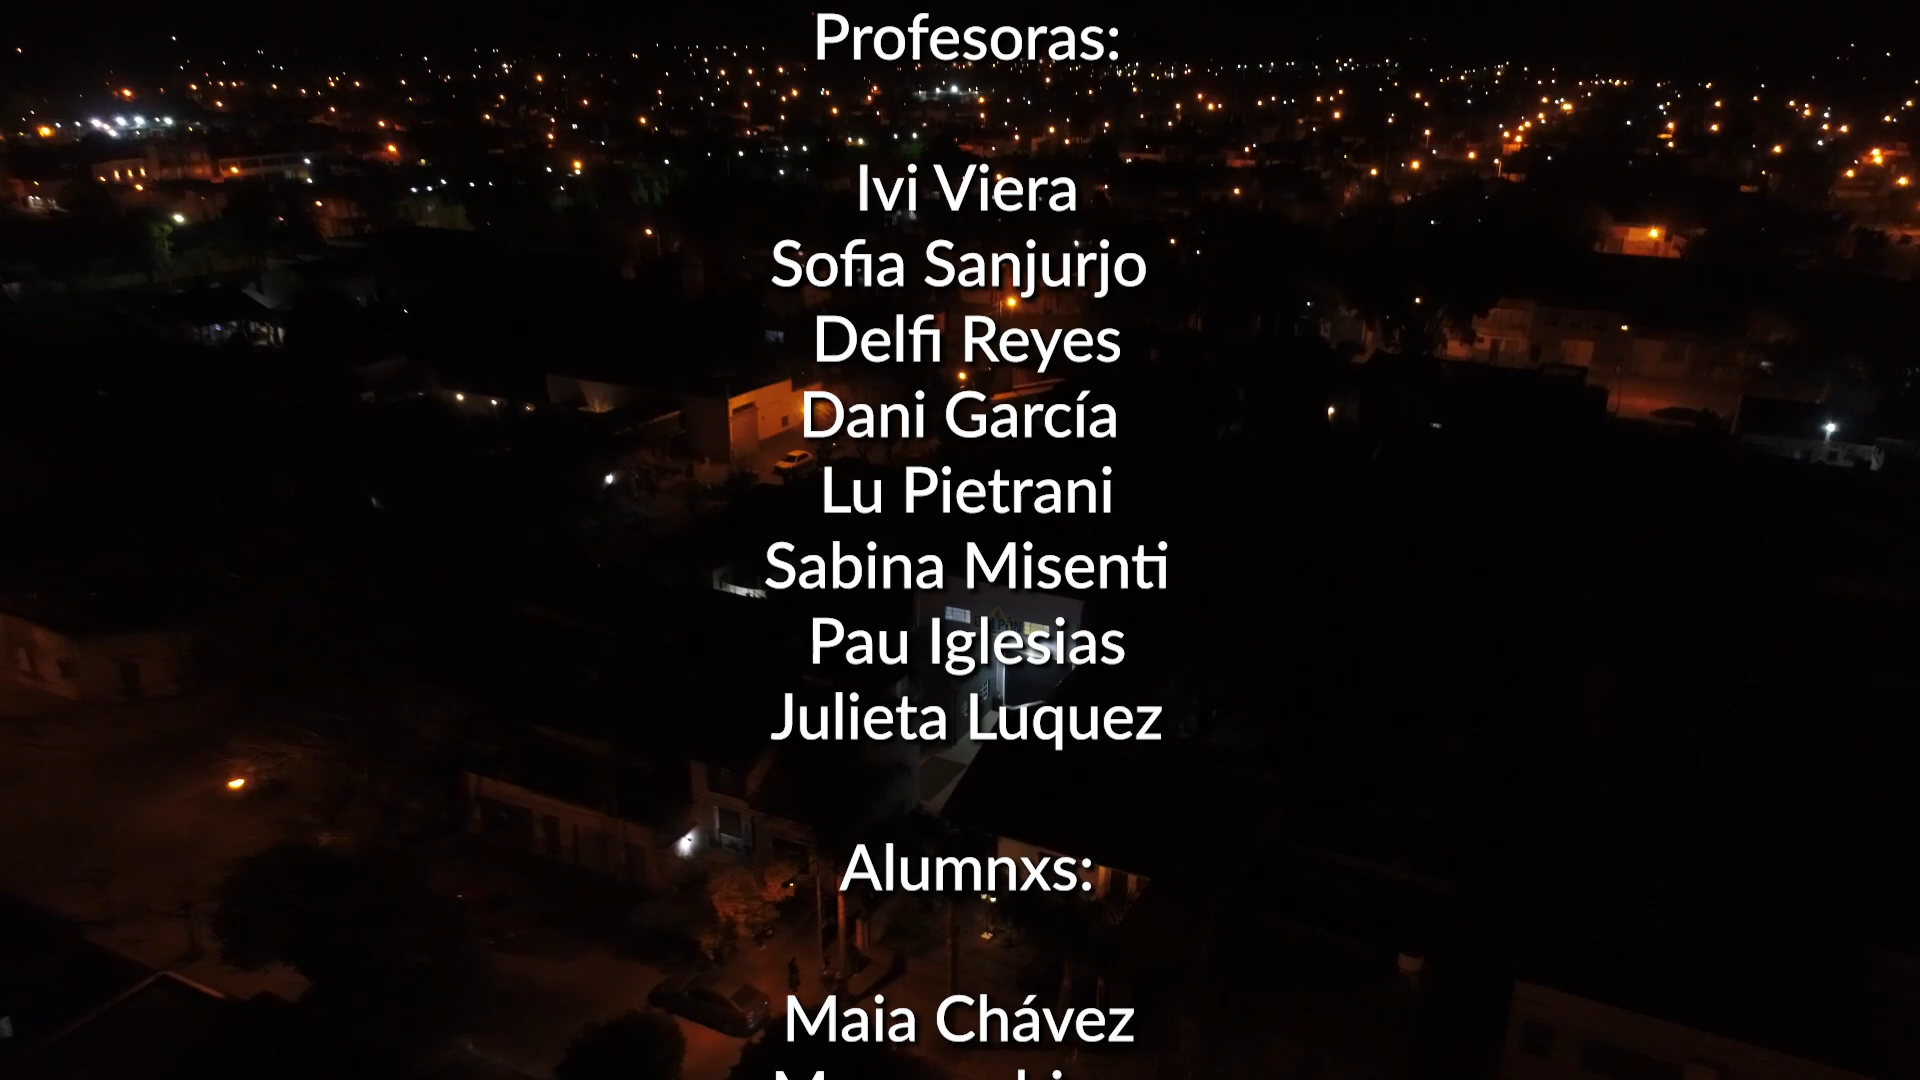 Profesoras:
Ivi Viera
Sofia Sanjurjo
Delfi Reyes
Dani García
Lu Pietrani
Sabina Misenti
Pau Iglesias
Julieta Luquez
Alumnxs:
Maia Chávez